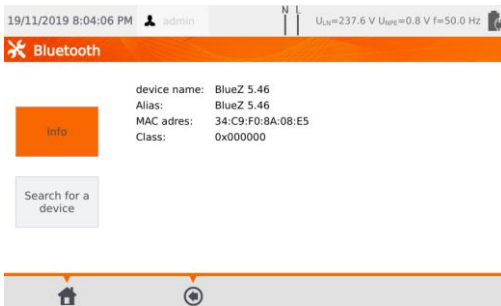 19/11/2019 8:04:06 PM admin N L U_LN=237.6 V U_NPE=0.8 V f=50.0 Hz
Bluetooth
device name: BlueZ 5.46
Alias: BlueZ 5.46
MAC adres: 34:C9:F0:8A:08:E5
Class: 0x000000
Info
Search for a
device